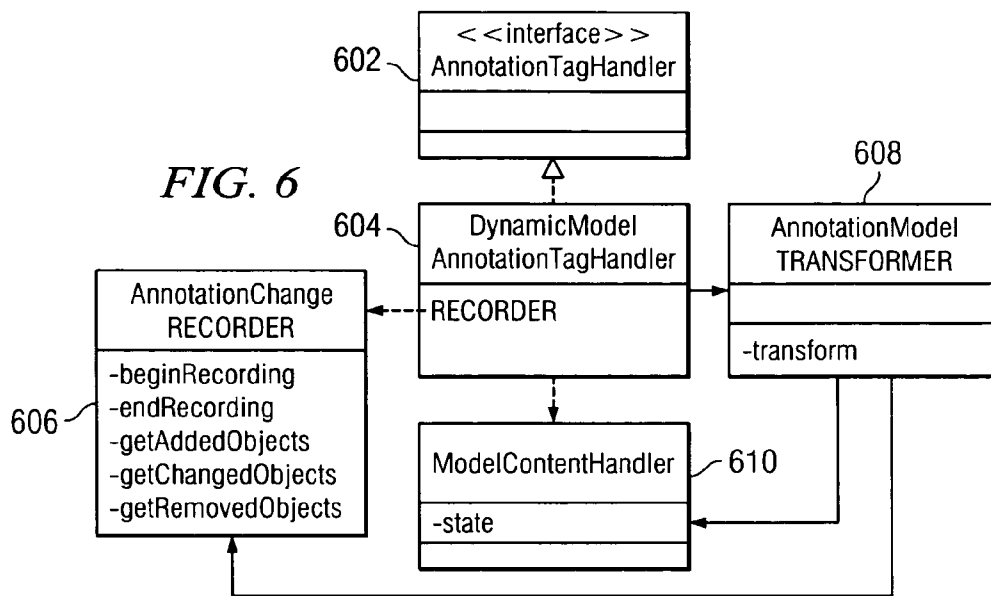 <<interface>>
AnnotationTagHandler
602
FIG. 6
608
604
DynamicModel
AnnotationTagHandler
RECORDER
AnnotationModel
TRANSFORMER
-transform
AnnotationChange
RECORDER
-beginRecording
-endRecording
-getAddedObjects
-getChangedObjects
-getRemovedObjects
606
ModelContentHandler
-state
610